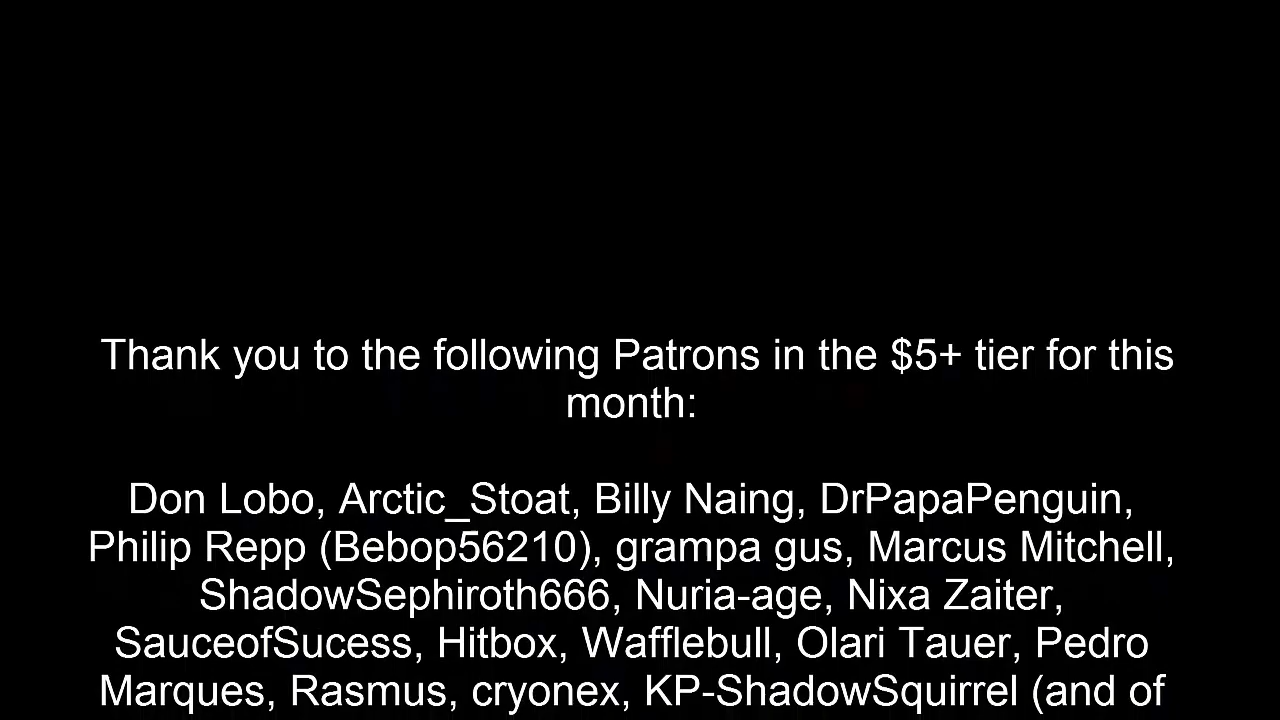 Thank you to the following Patrons in the $5+ tier for this
month:
Don Lobo, Arctic_Stoat, Billy Naing, DrPapaPenguin,
Philip Repp (Bebop56210), grampa gus, Marcus Mitchell,
ShadowSephiroth666, Nuria-age, Nixa Zaiter,
SauceofSucess, Hitbox, Wafflebull, Olari Tauer, Pedro
Marques, Rasmus, cryonex, KP-ShadowSquirrel (and of